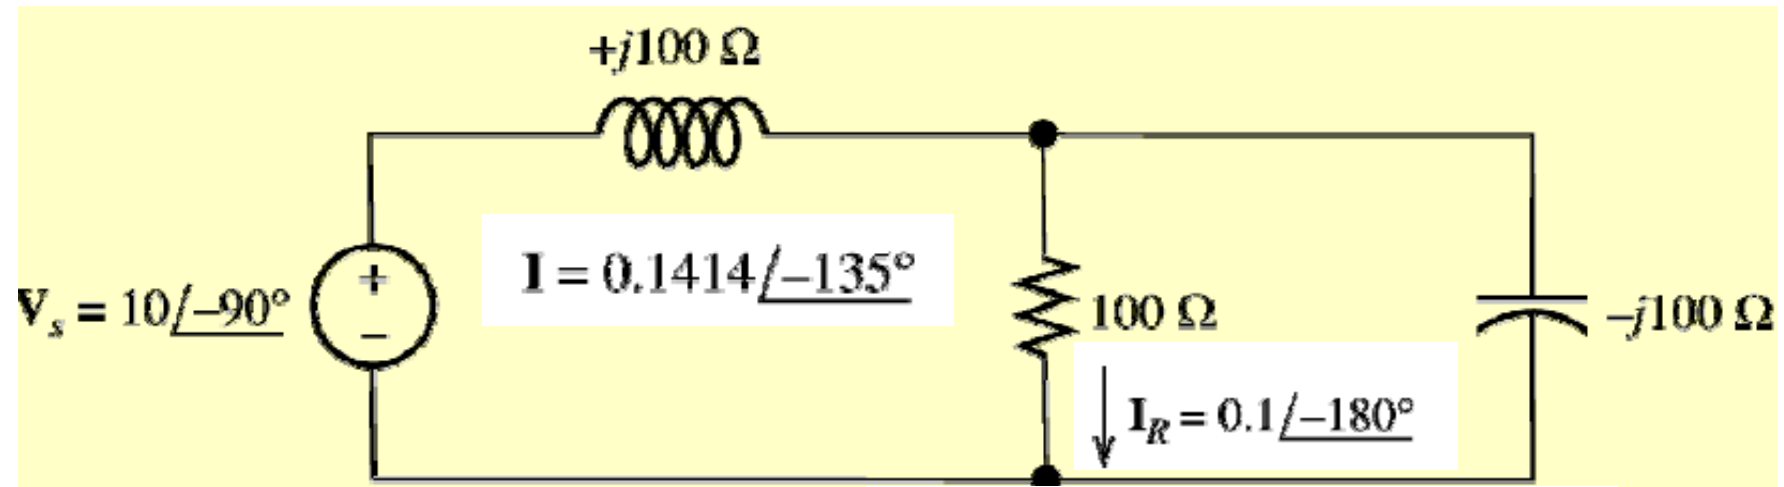 +j100 Ω
I = 0.1414/–135°
V_s = 10/–90°
+
–
100 Ω
–j100 Ω
I_R = 0.1/–180°